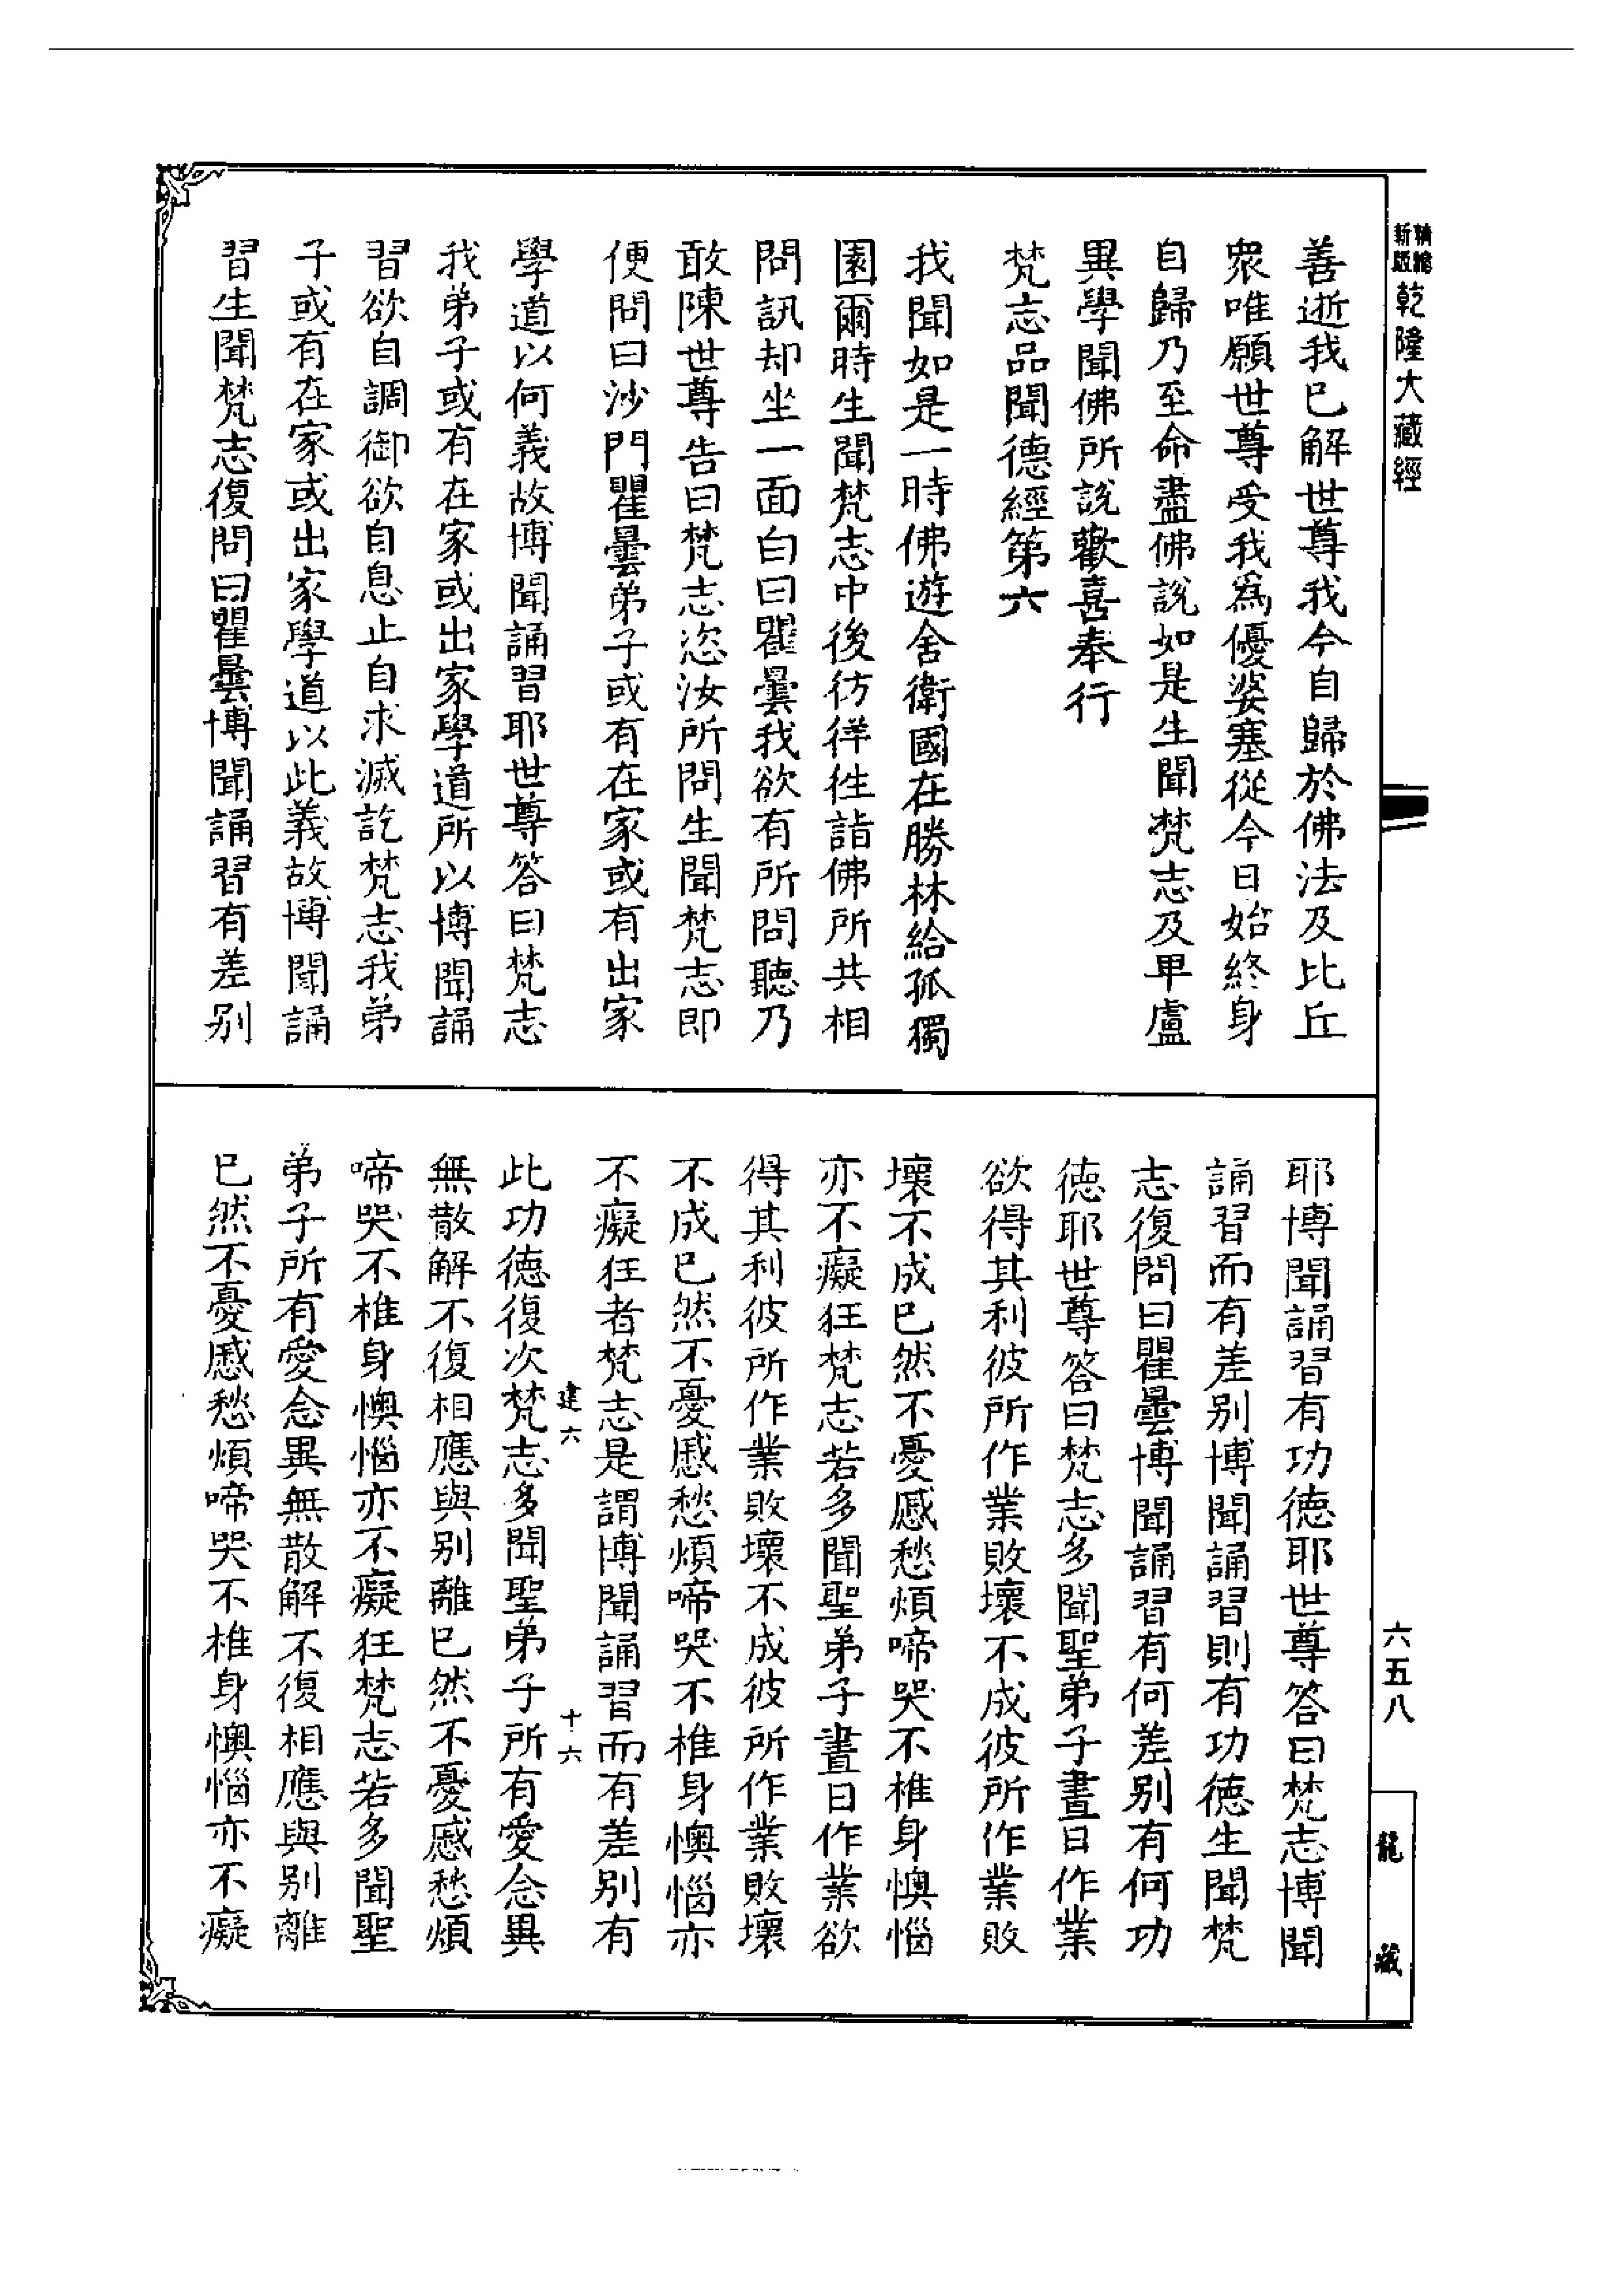 新版精縮乾隆大藏經
善逝我已解世尊我今自歸於佛法及比丘
衆唯願世尊受我爲優婆塞從今日始終身
自歸乃至命盡佛說如是生聞梵志及畢盧
異學聞佛所說歡喜奉行
梵志品聞德經第六
我聞如是一時佛遊舍衛國在勝林給孤獨
園爾時生聞梵志中後彷徉徃詣佛所共相
問訊却坐一面白曰瞿曇我欲有所問聽乃
敢陳世尊告曰梵志恣汝所問生聞梵志即
便問曰沙門瞿曇弟子或有在家或有出家
學道以何義故博聞誦習耶世尊答曰梵志
我弟子或有在家或出家學道所以博聞誦
習欲自調御欲自息止自求滅訖梵志我弟
子或有在家或出家學道以此義故博聞誦
習生聞梵志復問曰瞿曇博聞誦習有差別
耶博聞誦習有功德耶世尊答曰梵志博聞
誦習而有差別博聞誦習則有功德生聞梵
志復問曰瞿曇博聞誦習有何差別有何功
德耶世尊答曰梵志多聞聖弟子晝日作業
欲得其利彼所作業敗壞不成彼所作業敗
壞不成已然不憂慼愁煩啼哭不椎身懊惱
亦不癡狂梵志若多聞聖弟子晝日作業欲
得其利彼所作業敗壞不成彼所作業敗壞
不成已然不憂慼愁煩啼哭不椎身懊惱亦
不癡狂者梵志是謂博聞誦習而有差別有
建六 十六
此功德復次梵志多聞聖弟子所有愛念異
無散解不復相應與別離已然不憂慼愁煩
啼哭不椎身懊惱亦不癡狂梵志若多聞聖
弟子所有愛念異無散解不復相應與別離
已然不憂慼愁煩啼哭不椎身懊惱亦不癡
六五八
龍藏